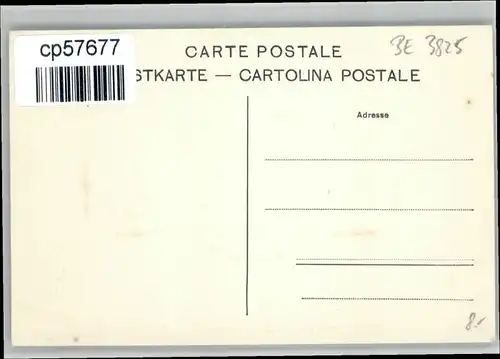 cp57677
CARTE POSTALE
BE 3825
STKARTE — CARTOLINA POSTALE
Adresse
8.-